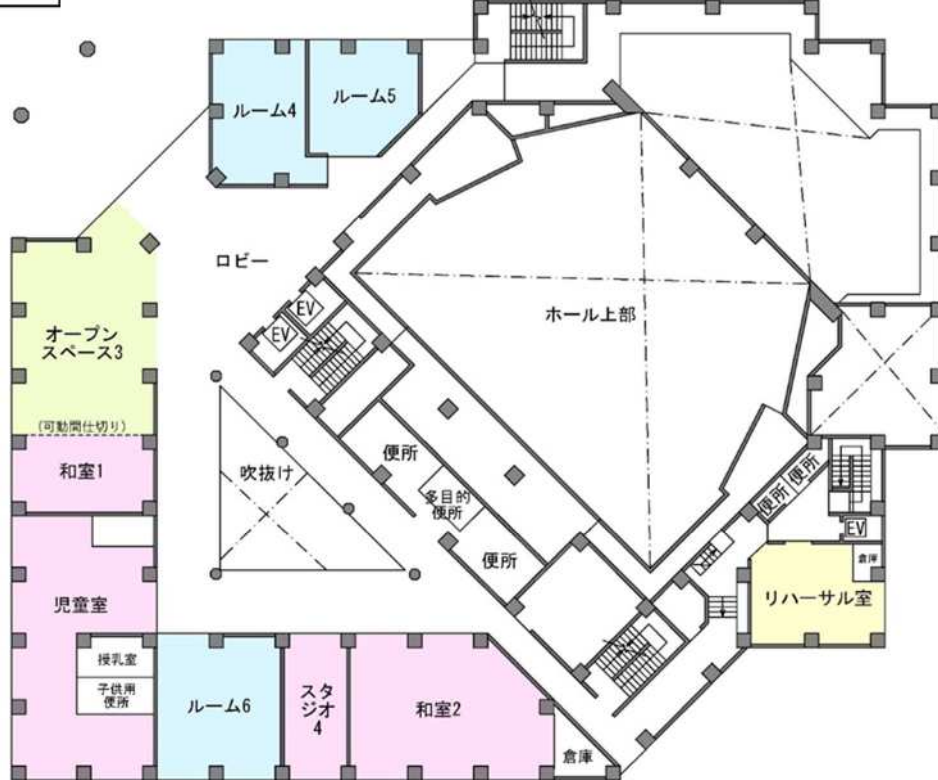 ルーム4
ルーム5
ロビー
EV
EV
ホール上部
オープン
スペース3
(可動間仕切り)
和室1
吹抜け
便所
多目的
便所
便所
便所
便所
EV
倉庫
リハーサル室
児童室
授乳室
子供用
便所
ルーム6
スタ
ジオ
4
和室2
倉庫